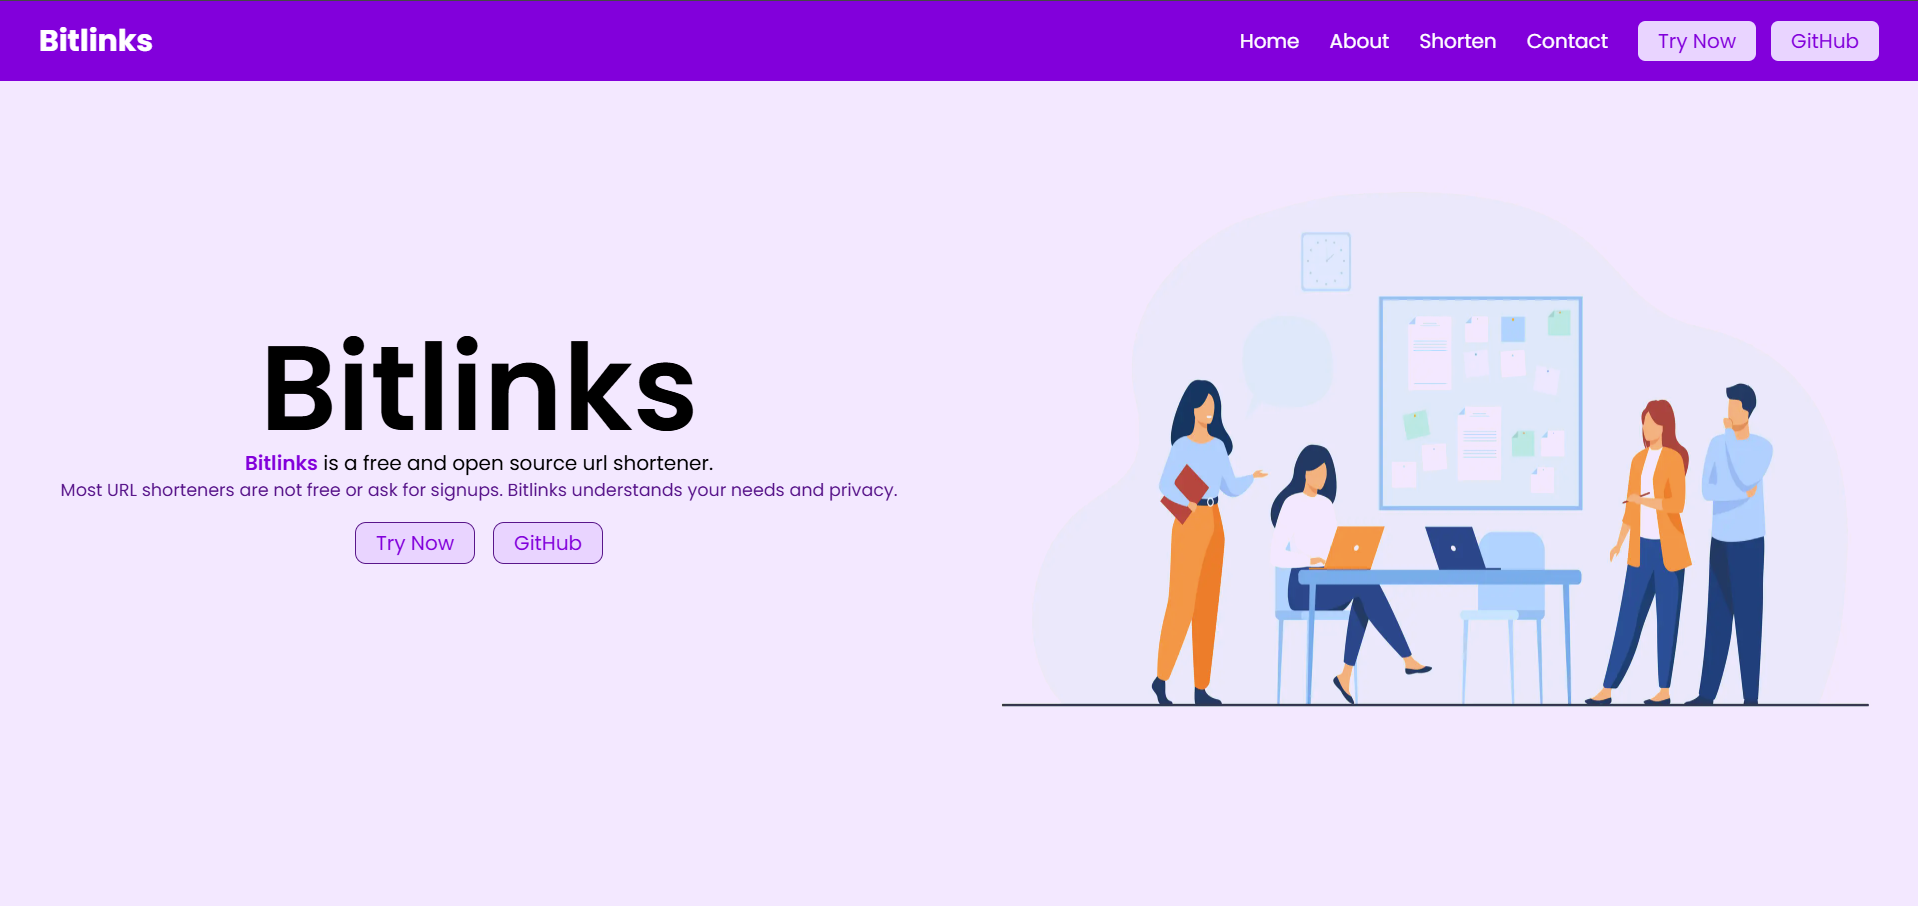 Bitlinks
Home About Shorten Contact Try Now GitHub
Bitlinks
Bitlinks is a free and open source url shortener.
Most URL shorteners are not free or ask for signups. Bitlinks understands your needs and privacy.
Try Now GitHub